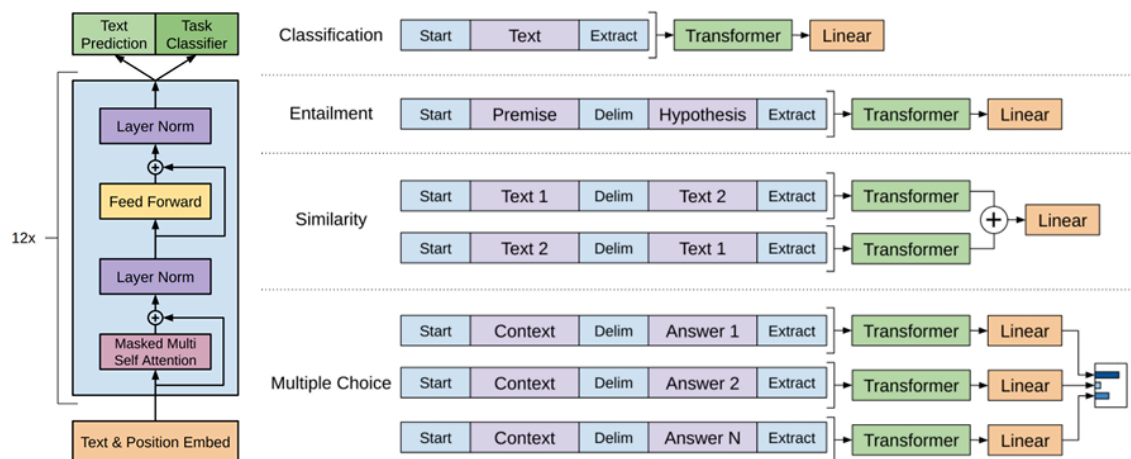 Text Prediction
Task Classifier
Layer Norm
+
Feed Forward
12x
Layer Norm
+
Masked Multi
Self Attention
Text & Position Embed
Classification Start Text Extract Transformer Linear
Entailment Start Premise Delim Hypothesis Extract Transformer Linear
Similarity
Start Text 1 Delim Text 2 Extract Transformer
+ Linear
Start Text 2 Delim Text 1 Extract Transformer
Multiple Choice
Start Context Delim Answer 1 Extract Transformer Linear
Start Context Delim Answer 2 Extract Transformer Linear
Start Context Delim Answer N Extract Transformer Linear